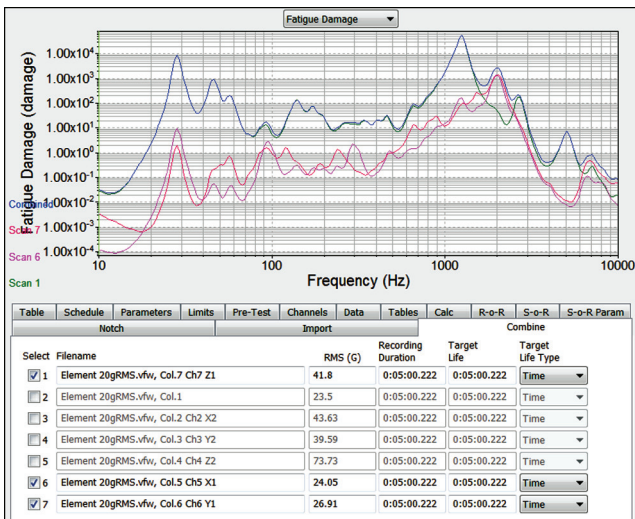 Fatigue Damage
Fatigue Damage (damage)
1.00x10⁴
1.00x10³
1.00x10²
1.00x10¹
1.00x10⁰
1.00x10⁻¹
1.00x10⁻²
1.00x10⁻³
1.00x10⁻⁴
Combined
Scan 7
Scan 6
Scan 1
10 100 1000 10000
Frequency (Hz)
Table Schedule Parameters Limits Pre-Test Channels Data Tables Calc R-o-R S-o-R S-o-R Param
Notch Import Combine
Select Filename RMS (G) Recording Duration Target Life Target Life Type
1 Element 20gRMS.vfw, Col.7 Ch7 Z1 41.8 0:05:00.222 0:05:00.222 Time
2 Element 20gRMS.vfw, Col.1 23.5 0:05:00.222 0:05:00.222 Time
3 Element 20gRMS.vfw, Col.2 Ch2 X2 43.63 0:05:00.222 0:05:00.222 Time
4 Element 20gRMS.vfw, Col.3 Ch3 Y2 39.59 0:05:00.222 0:05:00.222 Time
5 Element 20gRMS.vfw, Col.4 Ch4 Z2 73.73 0:05:00.222 0:05:00.222 Time
6 Element 20gRMS.vfw, Col.5 Ch5 X1 24.05 0:05:00.222 0:05:00.222 Time
7 Element 20gRMS.vfw, Col.6 Ch6 Y1 26.91 0:05:00.222 0:05:00.222 Time